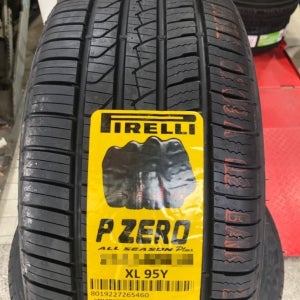 PIRELLI
P ZERO
ALL SEASON Plus
XL 95Y
8019227265460